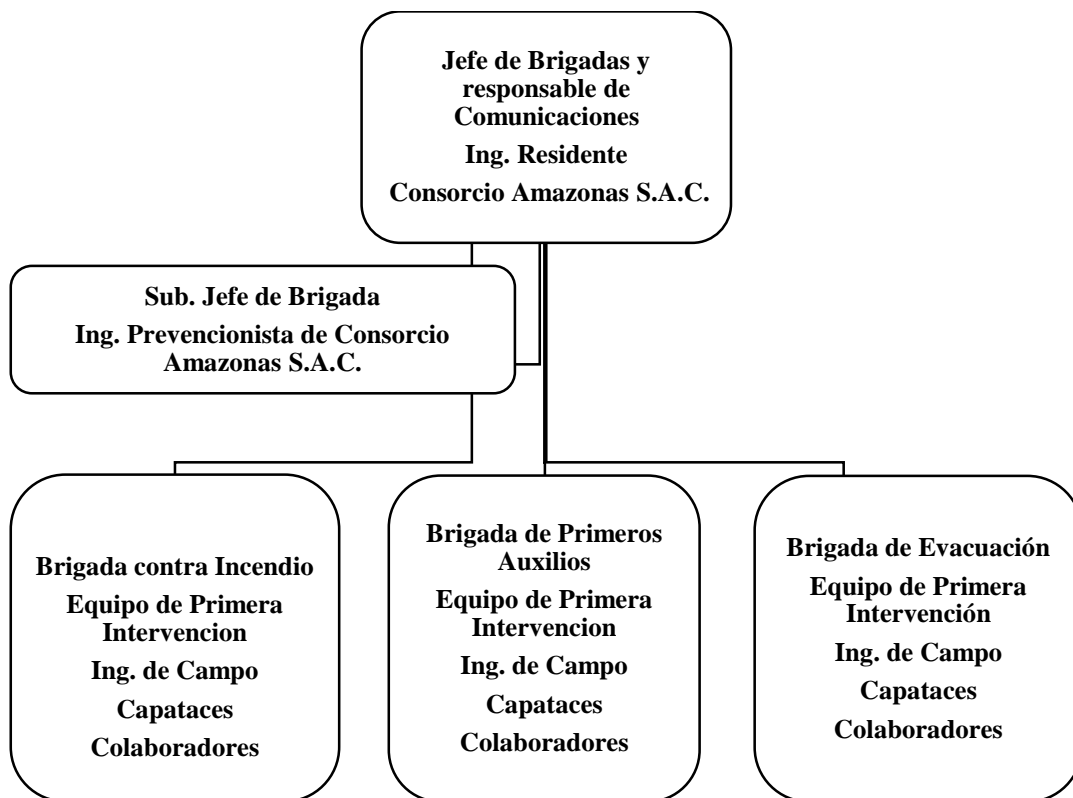 Jefe de Brigadas y
responsable de
Comunicaciones
Ing. Residente
Consorcio Amazonas S.A.C.
Sub. Jefe de Brigada
Ing. Prevencionista de Consorcio
Amazonas S.A.C.
Brigada contra Incendio
Equipo de Primera
Intervencion
Ing. de Campo
Capataces
Colaboradores
Brigada de Primeros
Auxilios
Equipo de Primera
Intervencion
Ing. de Campo
Capataces
Colaboradores
Brigada de Evacuación
Equipo de Primera
Intervención
Ing. de Campo
Capataces
Colaboradores